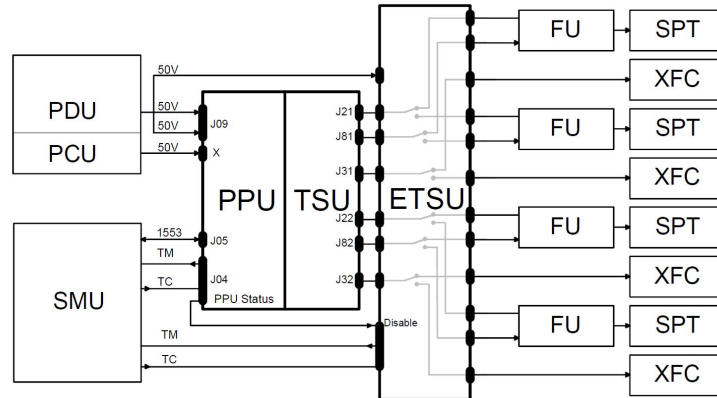 PDU
PCU
50V
50V
50V
50V
J09
X
PPU
TSU
ETSU
J21
J81
J31
J22
J82
J32
1553
J05
TM
TC
J04
PPU Status
SMU
Disable
TM
TC
FU
SPT
XFC
FU
SPT
XFC
FU
SPT
XFC
FU
SPT
XFC